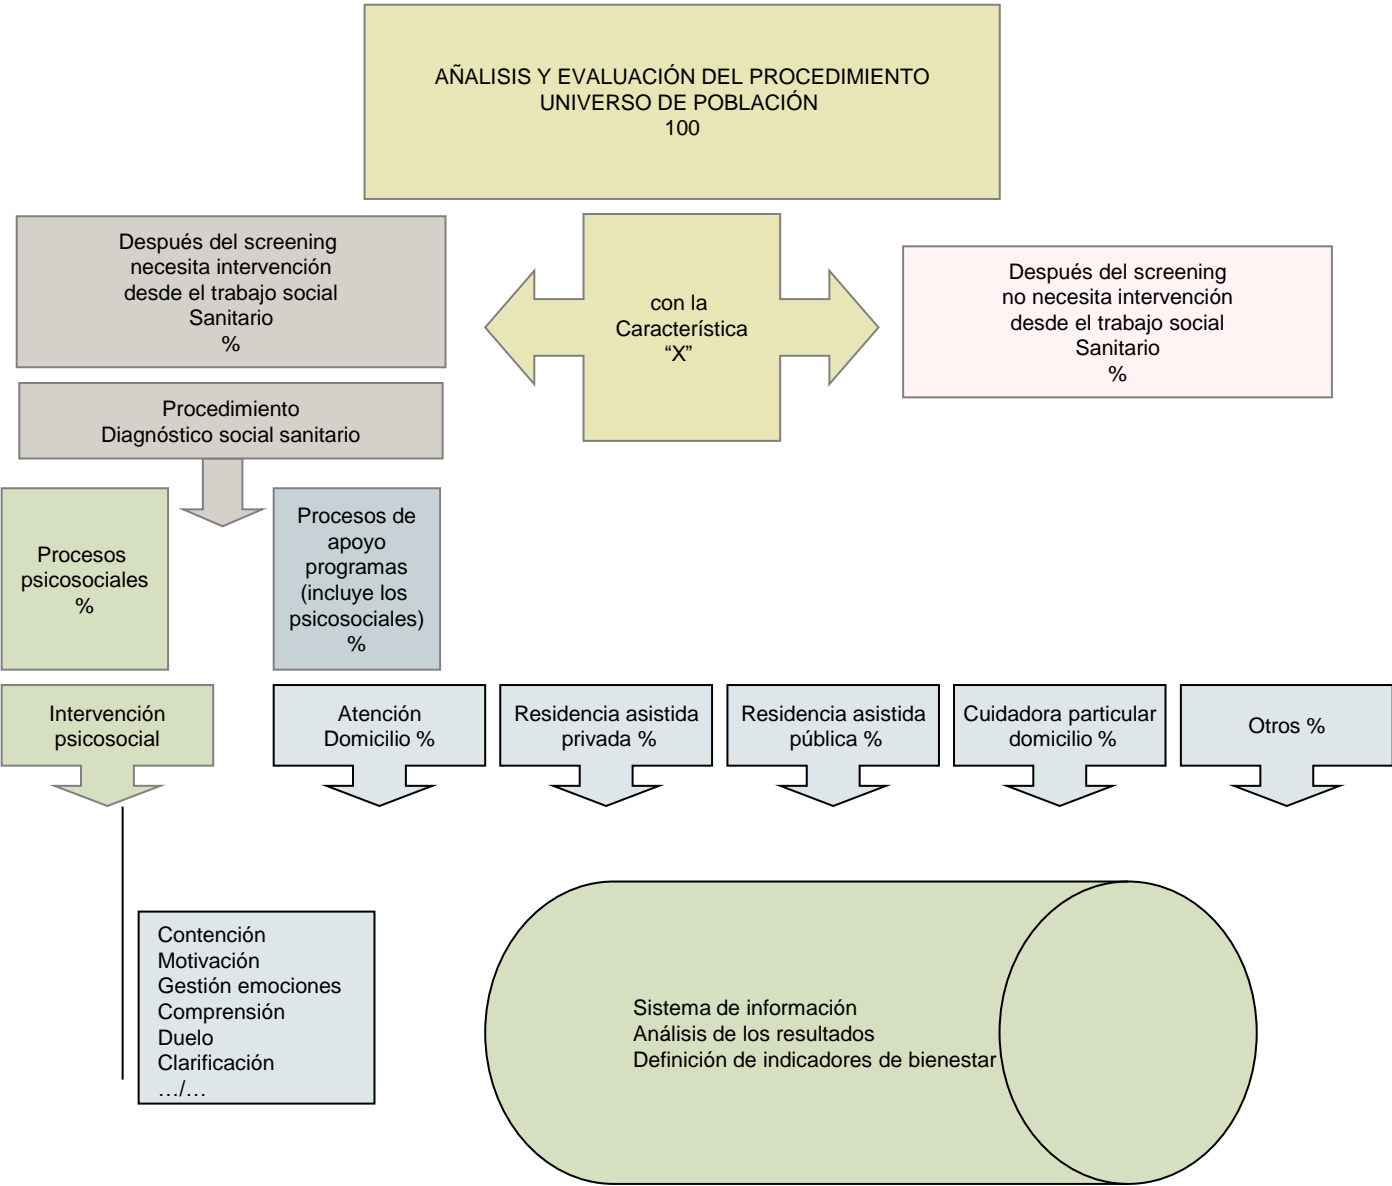 AÑALISIS Y EVALUACIÓN DEL PROCEDIMIENTO
UNIVERSO DE POBLACIÓN
100
Después del screening
necesita intervención
desde el trabajo social
Sanitario
%
con la
Característica
“X”
Después del screening
no necesita intervención
desde el trabajo social
Sanitario
%
Procedimiento
Diagnóstico social sanitario
Procesos
psicosociales
%
Procesos de
apoyo
programas
(incluye los
psicosociales)
%
Intervención
psicosocial
Atención
Domicilio %
Residencia asistida
privada %
Residencia asistida
pública %
Cuidadora particular
domicilio %
Otros %
Contención
Motivación
Gestión emociones
Comprensión
Duelo
Clarificación
…/…
Sistema de información
Análisis de los resultados
Definición de indicadores de bienestar